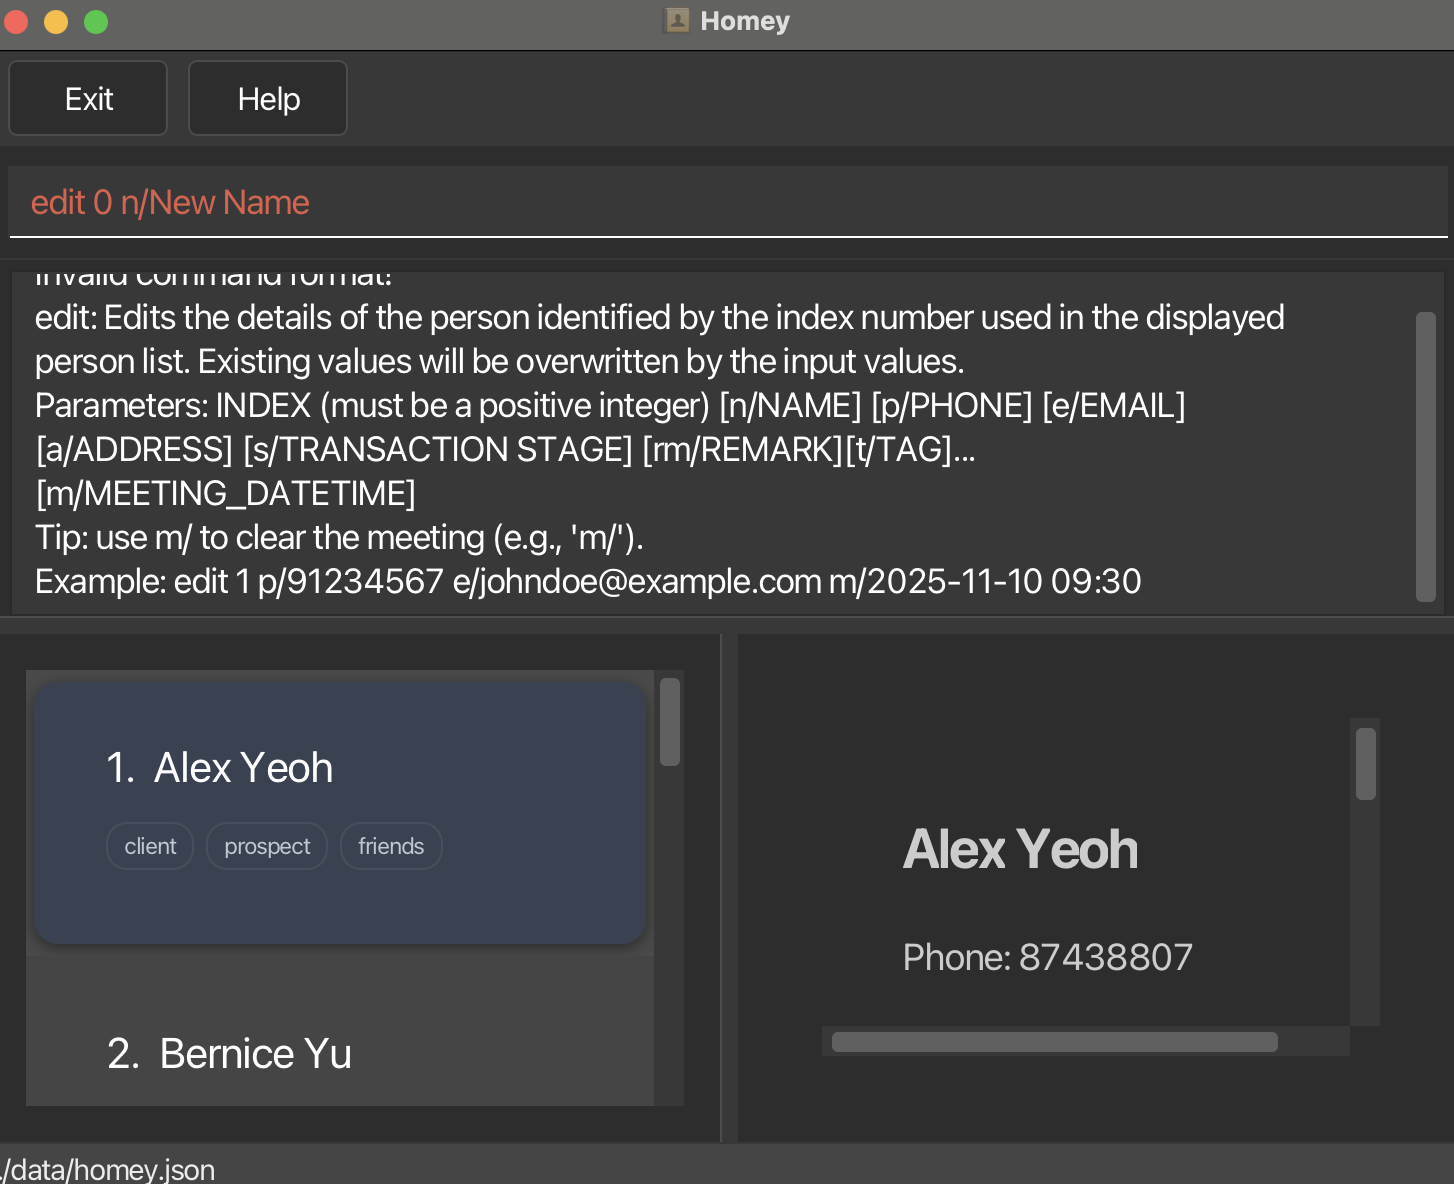 Homey
Exit Help
edit 0 n/New Name
Invalid command format!
edit: Edits the details of the person identified by the index number used in the displayed
person list. Existing values will be overwritten by the input values.
Parameters: INDEX (must be a positive integer) [n/NAME] [p/PHONE] [e/EMAIL]
[a/ADDRESS] [s/TRANSACTION STAGE] [rm/REMARK][t/TAG]...
[m/MEETING_DATETIME]
Tip: use m/ to clear the meeting (e.g., 'm/').
Example: edit 1 p/91234567 e/johndoe@example.com m/2025-11-10 09:30
1. Alex Yeoh
client prospect friends
2. Bernice Yu
Alex Yeoh
Phone: 87438807
./data/homey.json